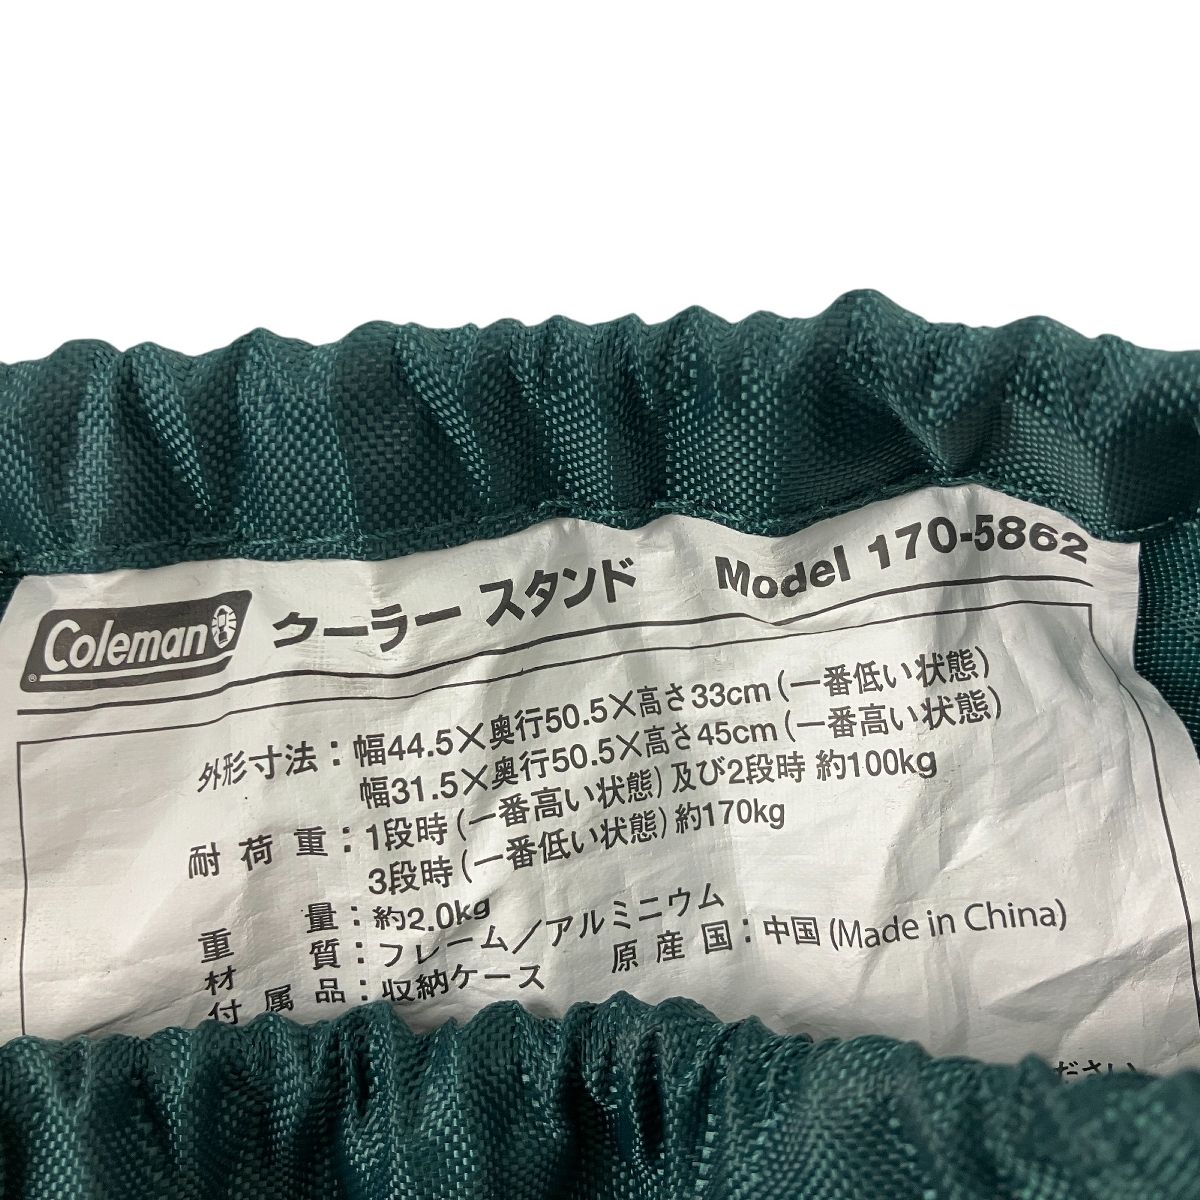 Coleman® クーラー スタンド Model 170-5862
外形寸法：幅44.5×奥行50.5×高さ33cm（一番低い状態）
幅31.5×奥行50.5×高さ45cm（一番高い状態）
耐荷重：1段時（一番高い状態）及び2段時 約100kg
3段時（一番低い状態）約170kg
重量：約2.0kg
材質：フレーム／アルミニウム
付属品：収納ケース 原産国：中国（Made in China）
ださい